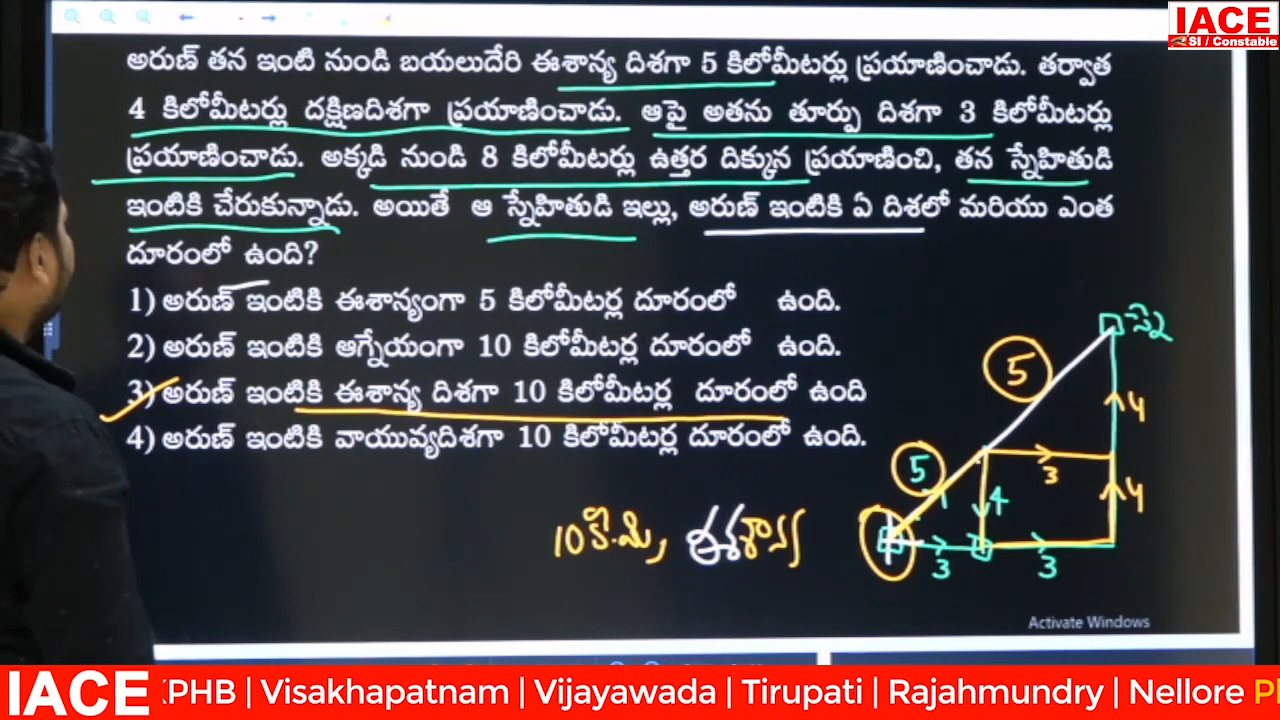 IACE
SI / Constable
అరుణ్ తన ఇంటి నుండి బయలుదేరి ఈశాన్య దిశగా 5 కిలోమీటర్లు ప్రయాణించాడు. తర్వాత
4 కిలోమీటర్లు దక్షిణదిశగా ప్రయాణించాడు. ఆపై అతను తూర్పు దిశగా 3 కిలోమీటర్లు
ప్రయాణించాడు. అక్కడి నుండి 8 కిలోమీటర్లు ఉత్తర దిక్కున ప్రయాణించి, తన స్నేహితుడి
ఇంటికి చేరుకున్నాడు. అయితే ఆ స్నేహితుడి ఇల్లు, అరుణ్ ఇంటికి ఏ దిశలో మరియు ఎంత
దూరంలో ఉంది?
1) అరుణ్ ఇంటికి ఈశాన్యంగా 5 కిలోమీటర్ల దూరంలో ఉంది.
2) అరుణ్ ఇంటికి ఆగ్నేయంగా 10 కిలోమీటర్ల దూరంలో ఉంది.
3) అరుణ్ ఇంటికి ఈశాన్య దిశగా 10 కిలోమీటర్ల దూరంలో ఉంది
4) అరుణ్ ఇంటికి వాయువ్యదిశగా 10 కిలోమీటర్ల దూరంలో ఉంది.
5
4
5
3
4
4
10 కి.మి, ఈశాన్య
3
3
Activate Windows
IACE
KPHB | Visakhapatnam | Vijayawada | Tirupati | Rajahmundry | Nellore